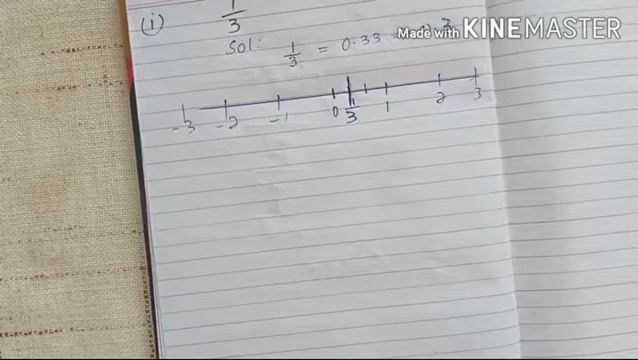 (i) 1/3
Sol: 1/3 = 0.33
Made with KINEMASTER
-3 -2 -1 0 1/3 1 2 3